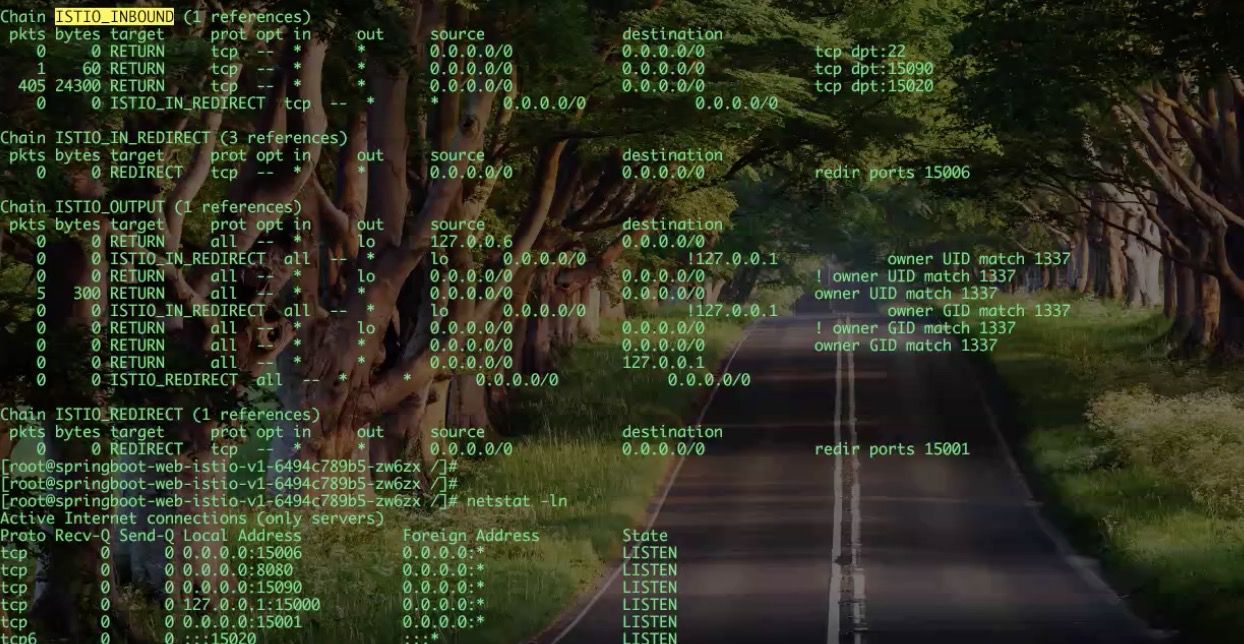 Chain ISTIO_INBOUND (1 references)
pkts bytes target prot opt in out source destination
0 0 RETURN tcp -- * * 0.0.0.0/0 0.0.0.0/0 tcp dpt:22
1 60 RETURN tcp -- * * 0.0.0.0/0 0.0.0.0/0 tcp dpt:15090
405 24300 RETURN tcp -- * * 0.0.0.0/0 0.0.0.0/0 tcp dpt:15020
0 0 ISTIO_IN_REDIRECT tcp -- * * 0.0.0.0/0 0.0.0.0/0
Chain ISTIO_IN_REDIRECT (3 references)
pkts bytes target prot opt in out source destination
0 0 REDIRECT tcp -- * * 0.0.0.0/0 0.0.0.0/0 redir ports 15006
Chain ISTIO_OUTPUT (1 references)
pkts bytes target prot opt in out source destination
0 0 RETURN all -- * lo 127.0.0.6 0.0.0.0/0
0 0 ISTIO_IN_REDIRECT all -- * lo 0.0.0.0/0 !127.0.0.1 owner UID match 1337
0 0 RETURN all -- * lo 0.0.0.0/0 0.0.0.0/0 ! owner UID match 1337
5 300 RETURN all -- * * 0.0.0.0/0 0.0.0.0/0 owner UID match 1337
0 0 ISTIO_IN_REDIRECT all -- * lo 0.0.0.0/0 !127.0.0.1 owner GID match 1337
0 0 RETURN all -- * lo 0.0.0.0/0 0.0.0.0/0 ! owner GID match 1337
0 0 RETURN all -- * * 0.0.0.0/0 0.0.0.0/0 owner GID match 1337
0 0 RETURN all -- * * 0.0.0.0/0 127.0.0.1
0 0 ISTIO_REDIRECT all -- * * 0.0.0.0/0 0.0.0.0/0
Chain ISTIO_REDIRECT (1 references)
pkts bytes target prot opt in out source destination
0 0 REDIRECT tcp -- * * 0.0.0.0/0 0.0.0.0/0 redir ports 15001
[root@springboot-web-istio-v1-6494c789b5-zw6zx /]#
[root@springboot-web-istio-v1-6494c789b5-zw6zx /]#
[root@springboot-web-istio-v1-6494c789b5-zw6zx /]# netstat -ln
Active Internet connections (only servers)
Proto Recv-Q Send-Q Local Address Foreign Address State
tcp 0 0 0.0.0.0:15006 0.0.0.0:* LISTEN
tcp 0 0 0.0.0.0:8080 0.0.0.0:* LISTEN
tcp 0 0 0.0.0.0:15090 0.0.0.0:* LISTEN
tcp 0 0 127.0.0.1:15000 0.0.0.0:* LISTEN
tcp 0 0 0.0.0.0:15001 0.0.0.0:* LISTEN
tcp6 0 0 :::15020 :::* LISTEN